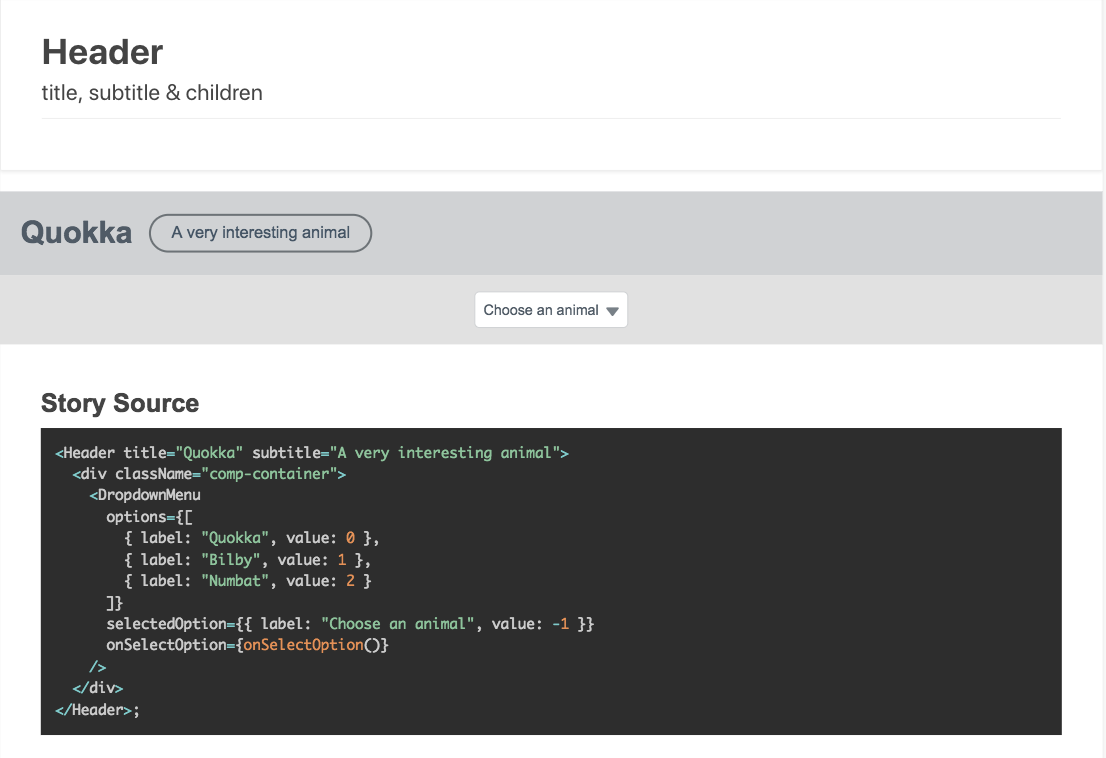 Header
title, subtitle & children
Quokka
A very interesting animal
Choose an animal
Story Source
<Header title="Quokka" subtitle="A very interesting animal">
  <div className="comp-container">
    <DropdownMenu
      options={[
        { label: "Quokka", value: 0 },
        { label: "Bilby", value: 1 },
        { label: "Numbat", value: 2 }
      ]}
      selectedOption={{ label: "Choose an animal", value: -1 }}
      onSelectOption={onSelectOption()}
    />
  </div>
</Header>;